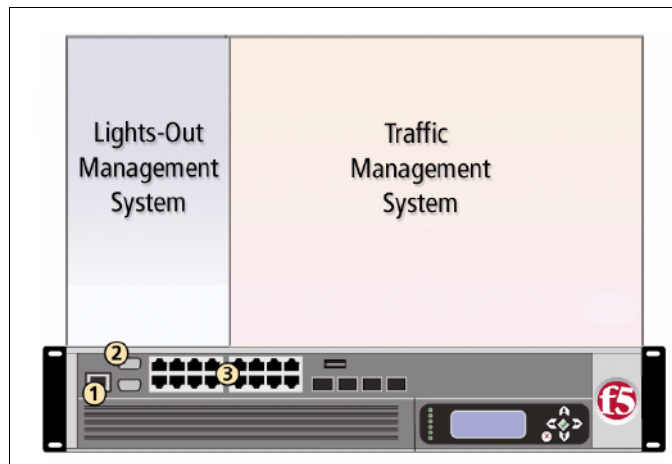 Lights-Out
Management
System
Traffic
Management
System
2
1
3
f5